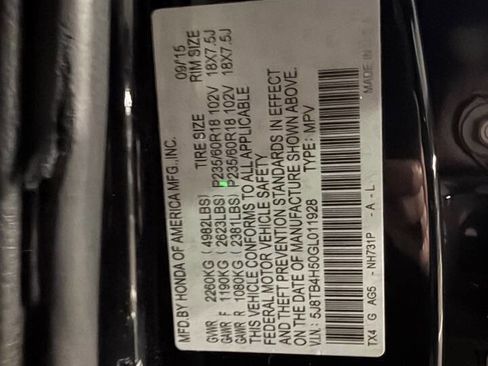 MFD.BY HONDA OF AMERICA MFG.,INC. 09/15
TIRE SIZE RIM SIZE
GVWR 2260KG ( 4982LBS)
GAWR F 1190KG ( 2623LBS) P235/60R18 102V 18X7.5J
GAWR R 1080KG ( 2381LBS) P235/60R18 102V 18X7.5J
THIS VEHICLE CONFORMS TO ALL APPLICABLE
FEDERAL MOTOR VEHICLE SAFETY
AND THEFT PREVENTION STANDARDS IN EFFECT
ON THE DATE OF MANUFACTURE SHOWN ABOVE.
V.I.N.: 5J8TB4H50GL011928 TYPE: MPV
TX4 G AG5 - NH731P - A - L MADE IN U.S.A